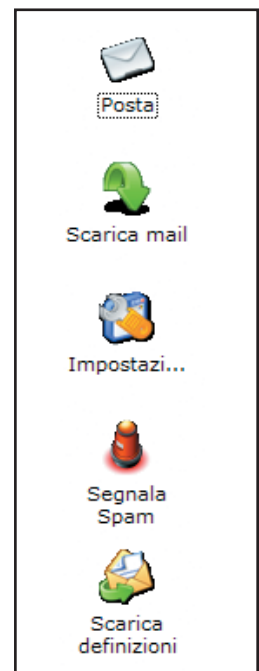 Posta
Scarica mail
Impostazi...
Segnala
Spam
Scarica
definizioni